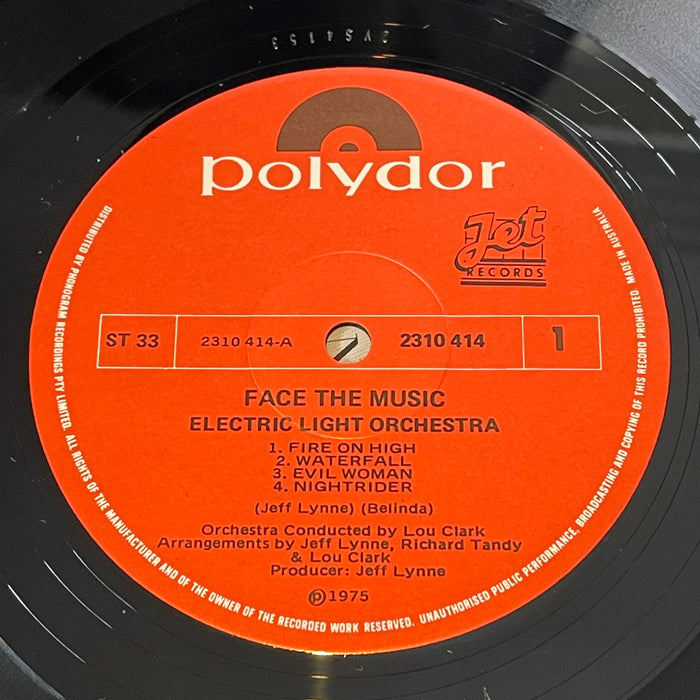 2YS4153
polydor
Jet
RECORDS
ST 33
2310 414-A
2310 414
1
FACE THE MUSIC
ELECTRIC LIGHT ORCHESTRA
1. FIRE ON HIGH
2. WATERFALL
3. EVIL WOMAN
4. NIGHTRIDER
(Jeff Lynne) (Belinda)
Orchestra Conducted by Lou Clark
Arrangements by Jeff Lynne, Richard Tandy
& Lou Clark
Producer: Jeff Lynne
℗1975
DISTRIBUTED BY PHONOGRAM RECORDINGS PTY LIMITED. ALL RIGHTS OF THE MANUFACTURER AND OF THE OWNER OF THE RECORDED WORK RESERVED. UNAUTHORISED PUBLIC PERFORMANCE, BROADCASTING AND COPYING OF THIS RECORD PROHIBITED. MADE IN AUSTRALIA